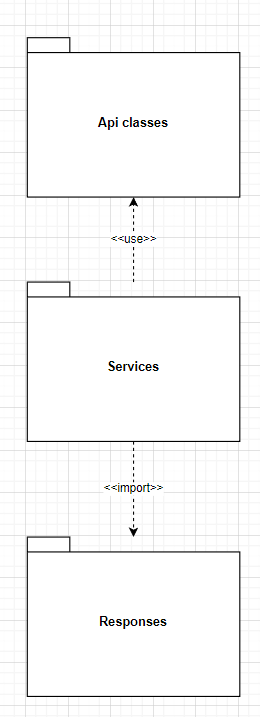 Api classes
<<use>>
Services
<<import>>
Responses